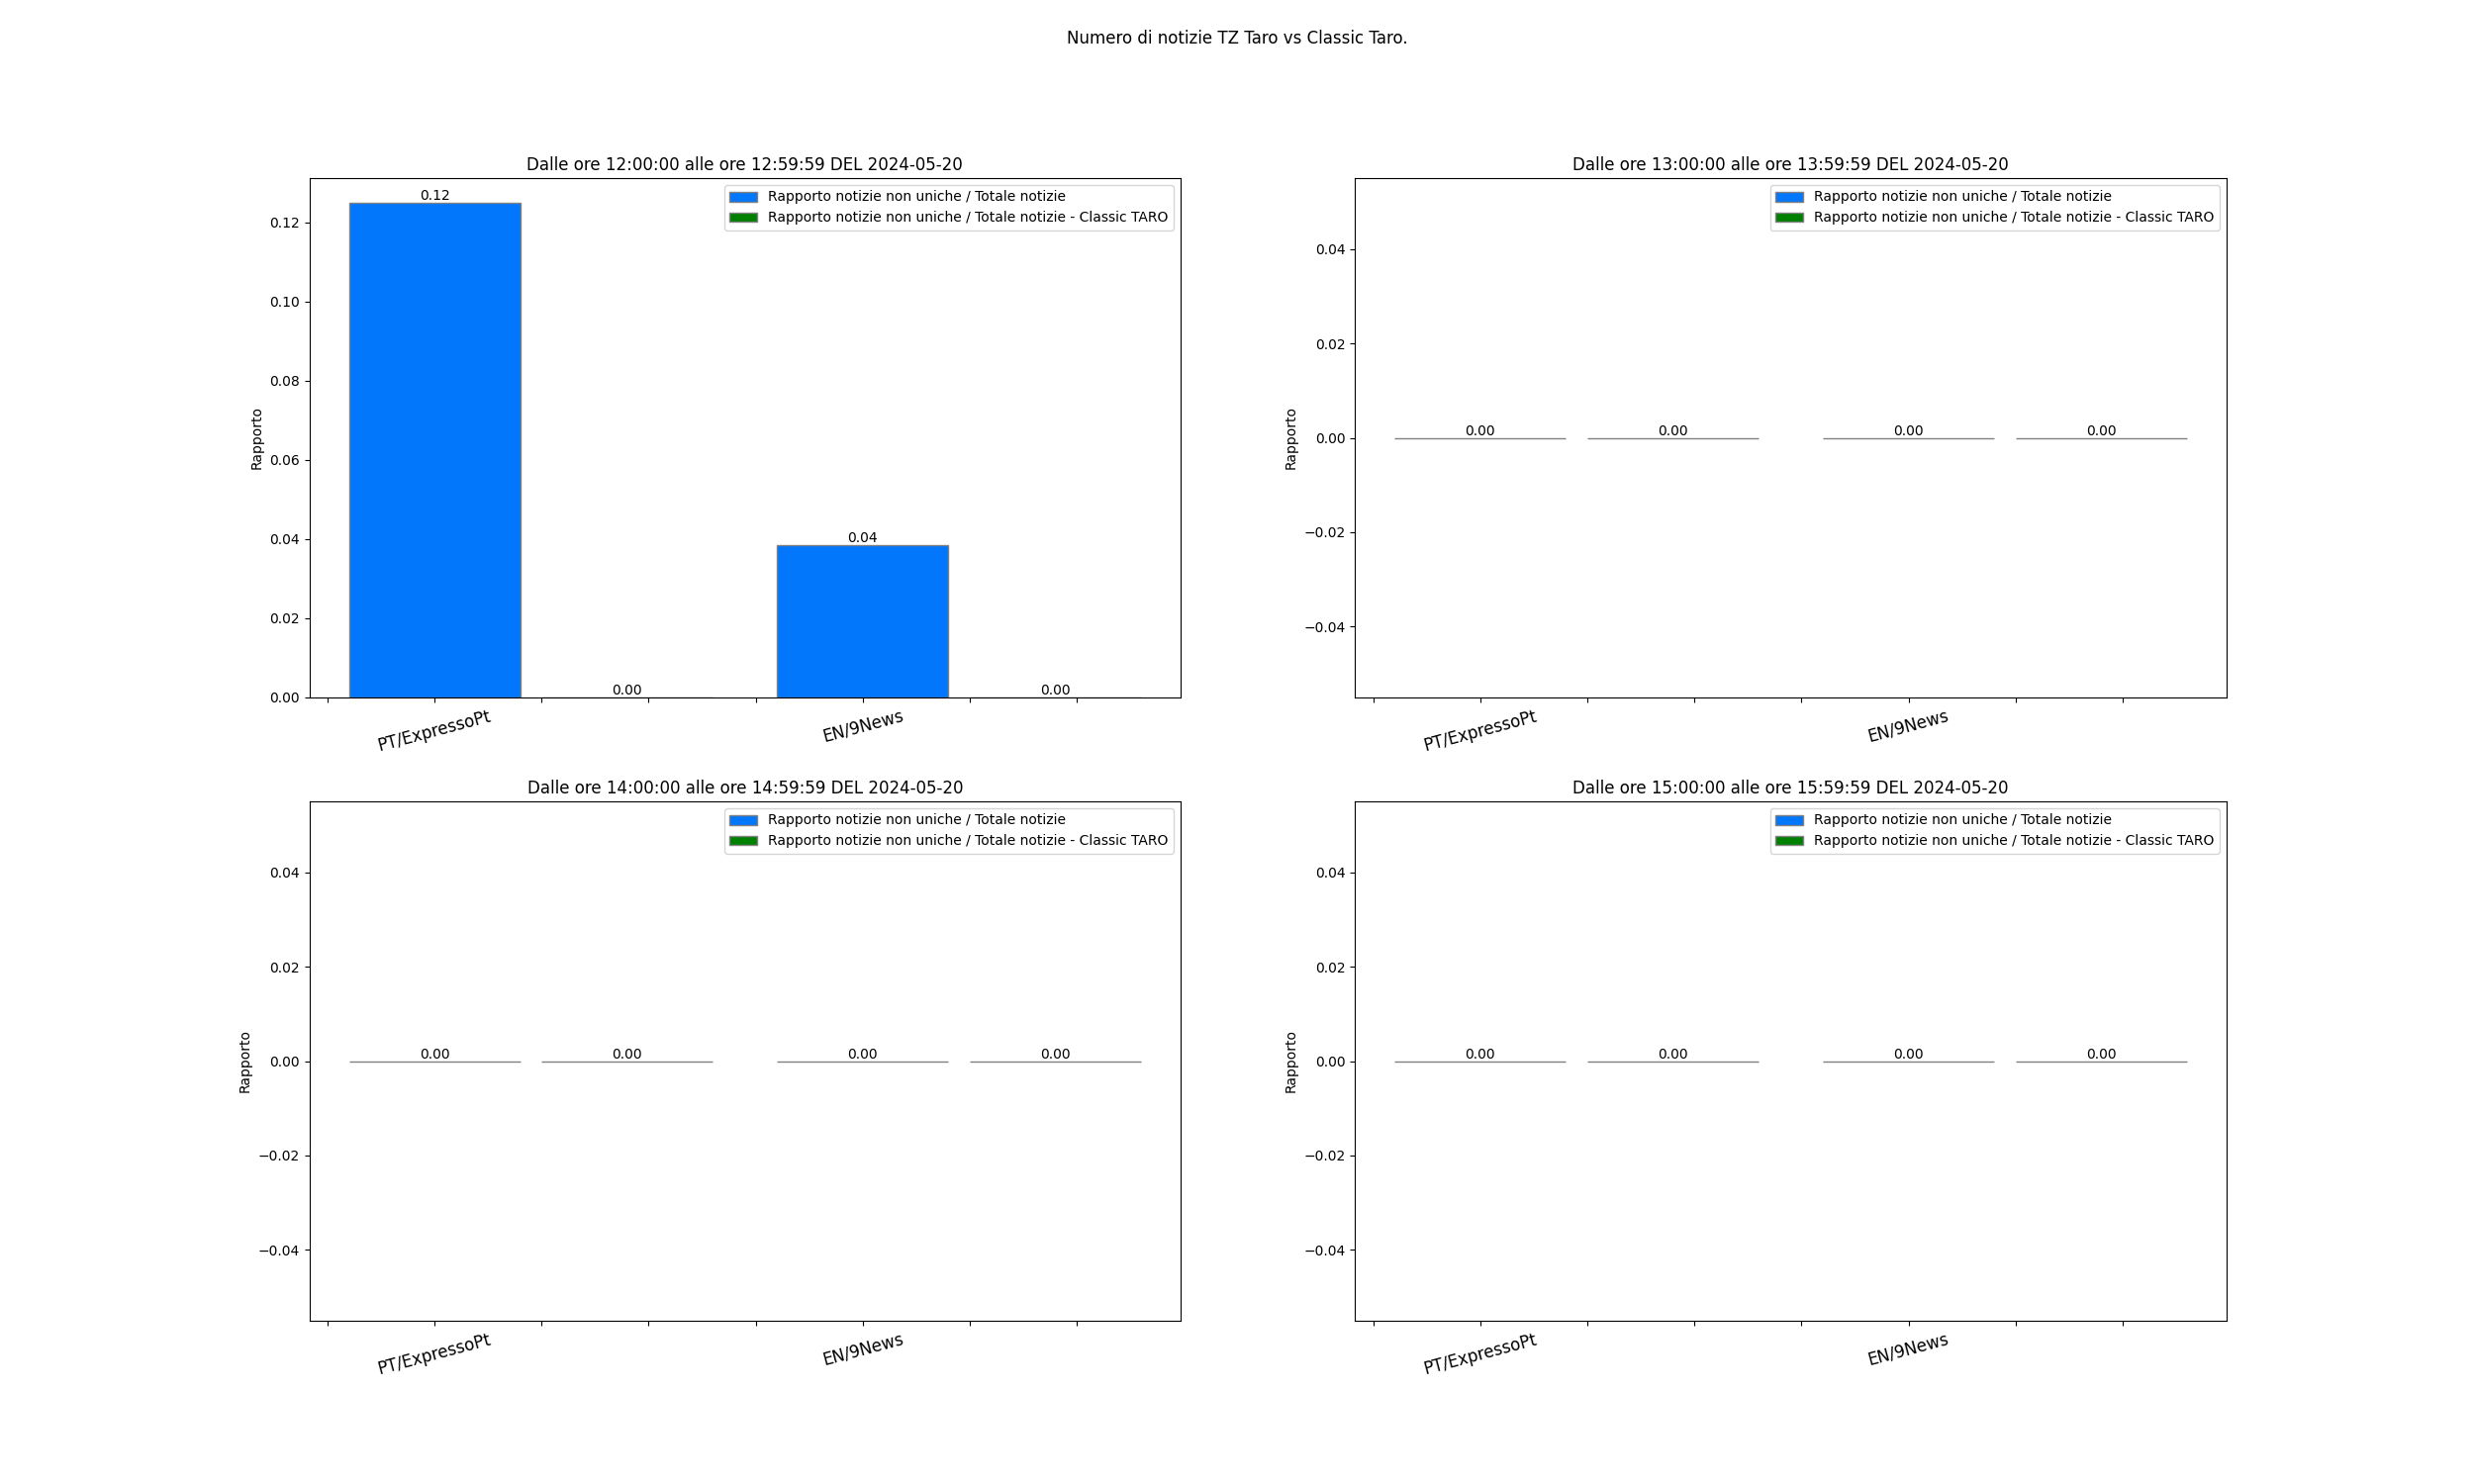 Numero di notizie TZ Taro vs Classic Taro.
Dalle ore 12:00:00 alle ore 12:59:59 DEL 2024-05-20
Rapporto notizie non uniche / Totale notizie
Rapporto notizie non uniche / Totale notizie - Classic TARO
0.12
0.10
0.08
0.06
0.04
0.02
0.00
Rapporto
0.12
0.00
0.04
0.00
PT/ExpressoPt
EN/9News
Dalle ore 13:00:00 alle ore 13:59:59 DEL 2024-05-20
Rapporto notizie non uniche / Totale notizie
Rapporto notizie non uniche / Totale notizie - Classic TARO
0.04
0.02
0.00
−0.02
−0.04
Rapporto
0.00
0.00
0.00
0.00
PT/ExpressoPt
EN/9News
Dalle ore 14:00:00 alle ore 14:59:59 DEL 2024-05-20
Rapporto notizie non uniche / Totale notizie
Rapporto notizie non uniche / Totale notizie - Classic TARO
0.04
0.02
0.00
−0.02
−0.04
Rapporto
0.00
0.00
0.00
0.00
PT/ExpressoPt
EN/9News
Dalle ore 15:00:00 alle ore 15:59:59 DEL 2024-05-20
Rapporto notizie non uniche / Totale notizie
Rapporto notizie non uniche / Totale notizie - Classic TARO
0.04
0.02
0.00
−0.02
−0.04
Rapporto
0.00
0.00
0.00
0.00
PT/ExpressoPt
EN/9News